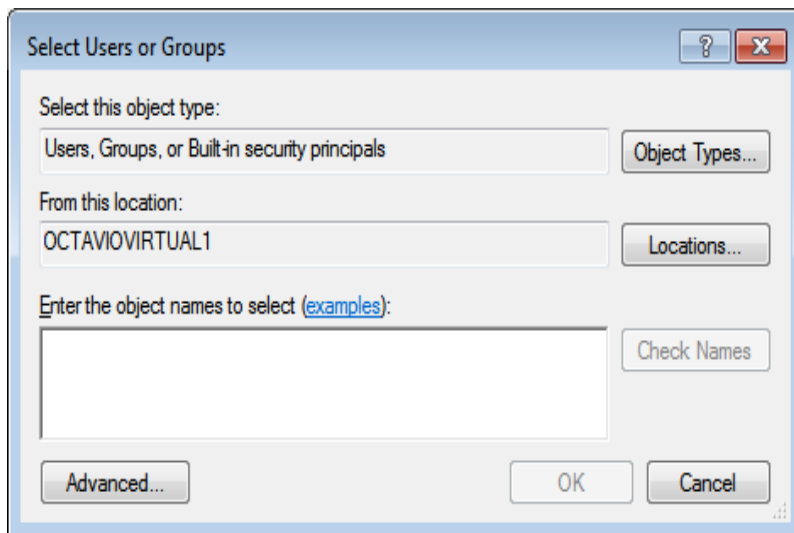 Select Users or Groups
Select this object type:
Users, Groups, or Built-in security principals
Object Types...
From this location:
OCTAVIOVIRTUAL1
Locations...
Enter the object names to select (examples):
Check Names
Advanced...
OK
Cancel